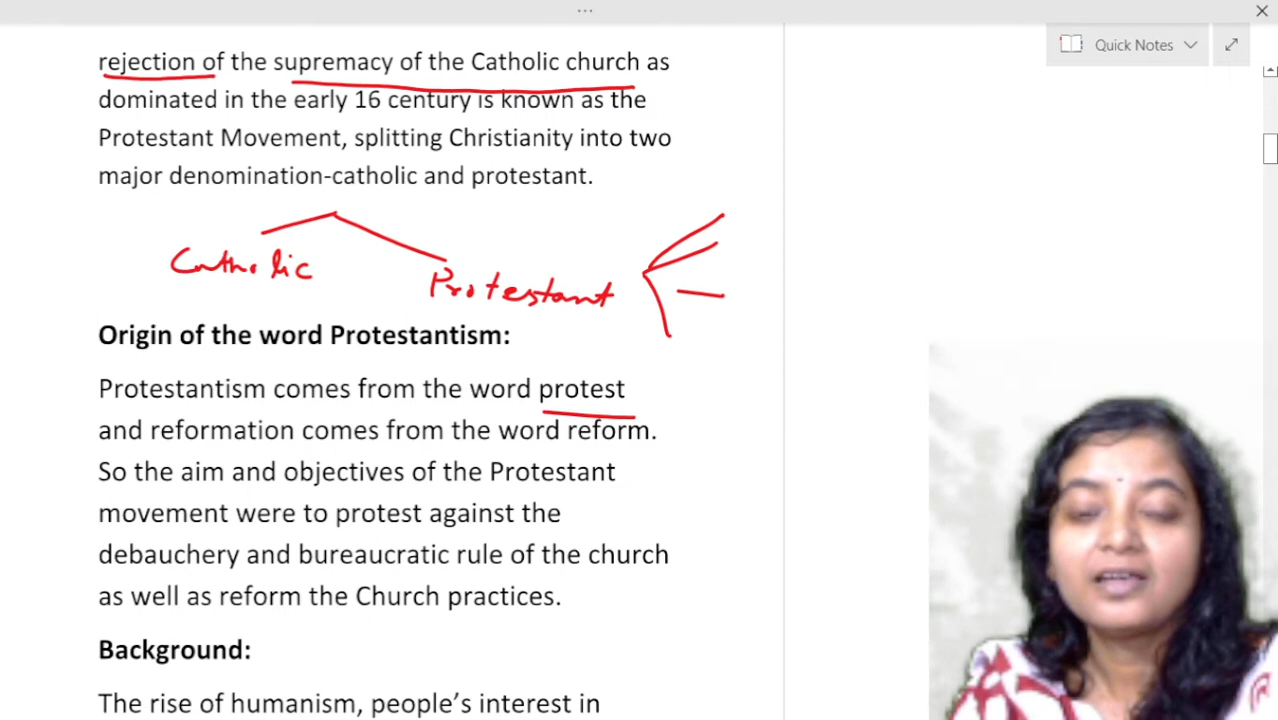 Quick Notes
rejection of the supremacy of the Catholic church as
dominated in the early 16 century is known as the
Protestant Movement, splitting Christianity into two
major denomination-catholic and protestant.
Catholic
Protestant
Origin of the word Protestantism:
Protestantism comes from the word protest
and reformation comes from the word reform.
So the aim and objectives of the Protestant
movement were to protest against the
debauchery and bureaucratic rule of the church
as well as reform the Church practices.
Background:
The rise of humanism, people’s interest in